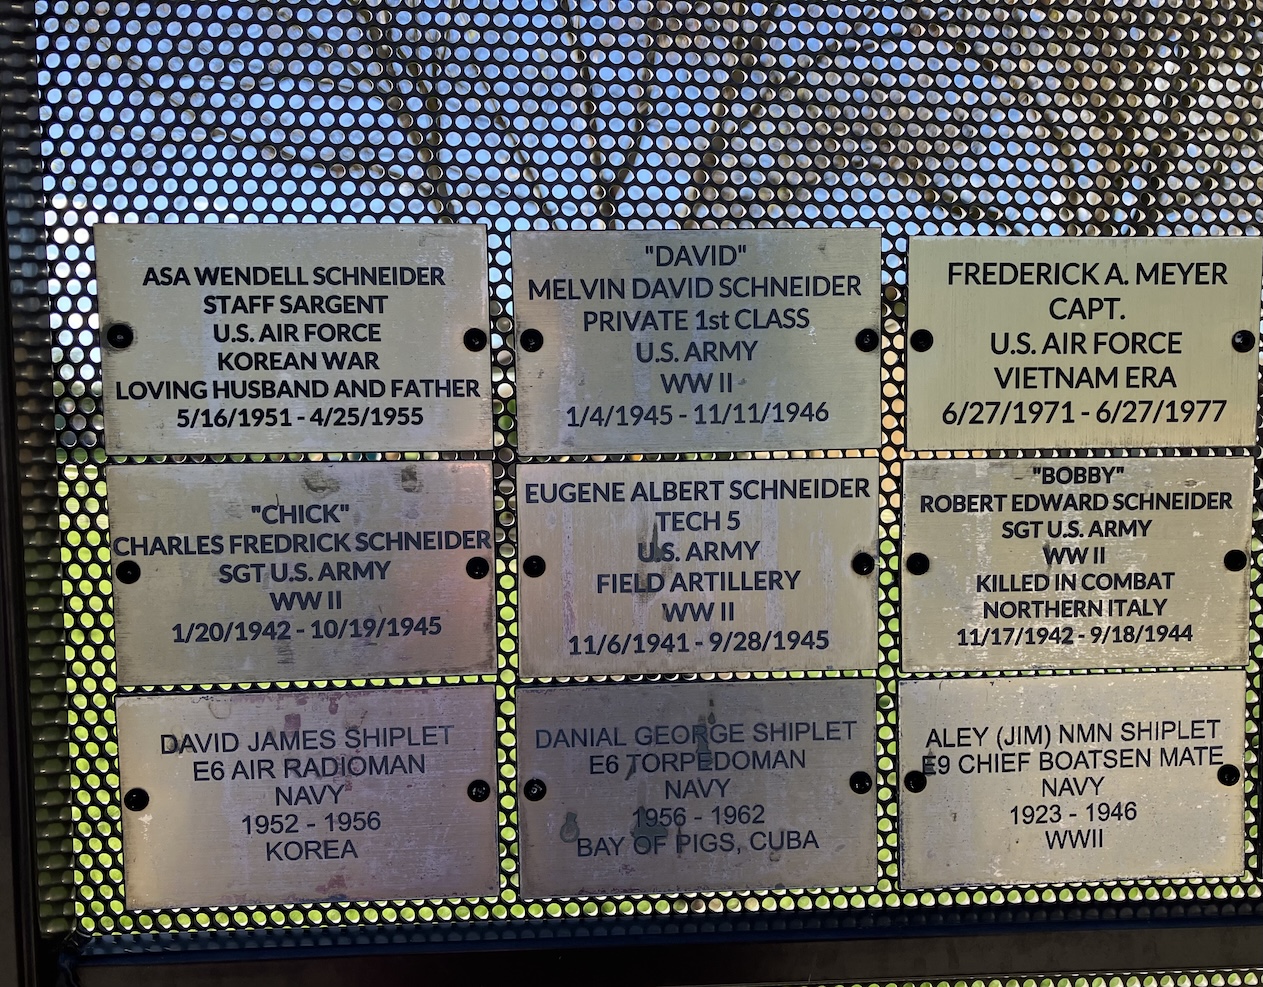 ASA WENDELL SCHNEIDER
STAFF SARGENT
U.S. AIR FORCE
KOREAN WAR
LOVING HUSBAND AND FATHER
5/16/1951 - 4/25/1955
"DAVID"
MELVIN DAVID SCHNEIDER
PRIVATE 1st CLASS
U.S. ARMY
WW II
1/4/1945 - 11/11/1946
FREDERICK A. MEYER
CAPT.
U.S. AIR FORCE
VIETNAM ERA
6/27/1971 - 6/27/1977
"CHICK"
CHARLES FREDRICK SCHNEIDER
SGT U.S. ARMY
WW II
1/20/1942 - 10/19/1945
EUGENE ALBERT SCHNEIDER
TECH 5
U.S. ARMY
FIELD ARTILLERY
WW II
11/6/1941 - 9/28/1945
"BOBBY"
ROBERT EDWARD SCHNEIDER
SGT U.S. ARMY
WW II
KILLED IN COMBAT
NORTHERN ITALY
11/17/1942 - 9/18/1944
DAVID JAMES SHIPLET
E6 AIR RADIOMAN
NAVY
1952 - 1956
KOREA
DANIAL GEORGE SHIPLET
E6 TORPEDOMAN
NAVY
1956 - 1962
BAY OF PIGS, CUBA
ALEY (JIM) NMN SHIPLET
E9 CHIEF BOATSEN MATE
NAVY
1923 - 1946
WWII